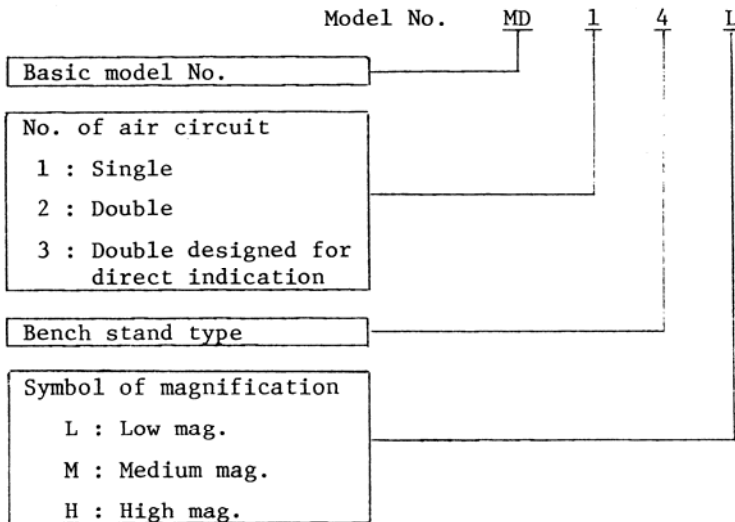 Model No. MD 1 4 L
Basic model No.
No. of air circuit
1 : Single
2 : Double
3 : Double designed for
direct indication
Bench stand type
Symbol of magnification
L : Low mag.
M : Medium mag.
H : High mag.